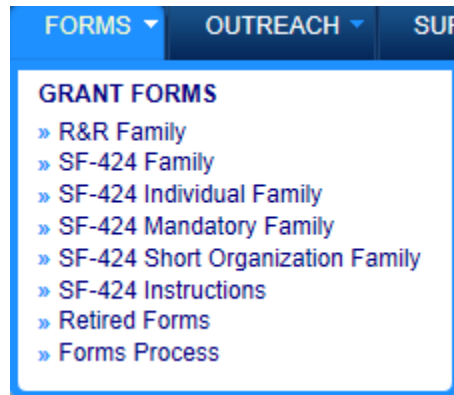 FORMS OUTREACH
GRANT FORMS
» R&R Family
» SF-424 Family
» SF-424 Individual Family
» SF-424 Mandatory Family
» SF-424 Short Organization Family
» SF-424 Instructions
» Retired Forms
» Forms Process